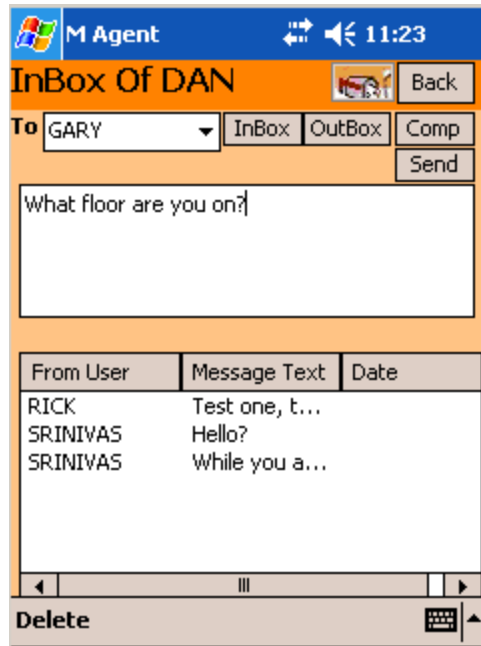 M Agent 11:23
InBox Of DAN Back
To GARY InBox OutBox Comp
Send
What floor are you on?
From User Message Text Date
RICK Test one, t...
SRINIVAS Hello?
SRINIVAS While you a...
Delete